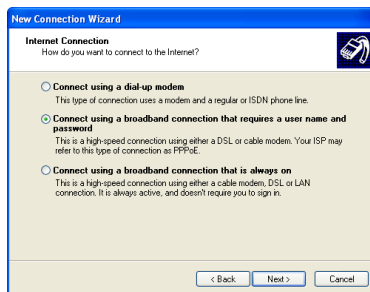 New Connection Wizard
Internet Connection
How do you want to connect to the Internet?
Connect using a dial-up modem
This type of connection uses a modem and a regular or ISDN phone line.
Connect using a broadband connection that requires a user name and
password
This is a high-speed connection using either a DSL or cable modem. Your ISP may
refer to this type of connection as PPPoE.
Connect using a broadband connection that is always on
This is a high-speed connection using either a cable modem, DSL or LAN
connection. It is always active, and doesn't require you to sign in.
< Back Next > Cancel